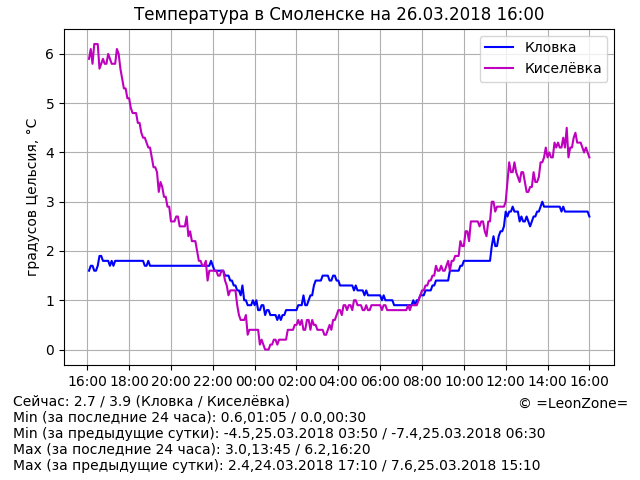 Температура в Смоленске на 26.03.2018 16:00
Кловка
Киселёвка
градусов Цельсия, °C
6
5
4
3
2
1
0
16:00 18:00 20:00 22:00 00:00 02:00 04:00 06:00 08:00 10:00 12:00 14:00 16:00
Сейчас: 2.7 / 3.9 (Кловка / Киселёвка)
© =LeonZone=
Min (за последние 24 часа): 0.6,01:05 / 0.0,00:30
Min (за предыдущие сутки): -4.5,25.03.2018 03:50 / -7.4,25.03.2018 06:30
Max (за последние 24 часа): 3.0,13:45 / 6.2,16:20
Max (за предыдущие сутки): 2.4,24.03.2018 17:10 / 7.6,25.03.2018 15:10